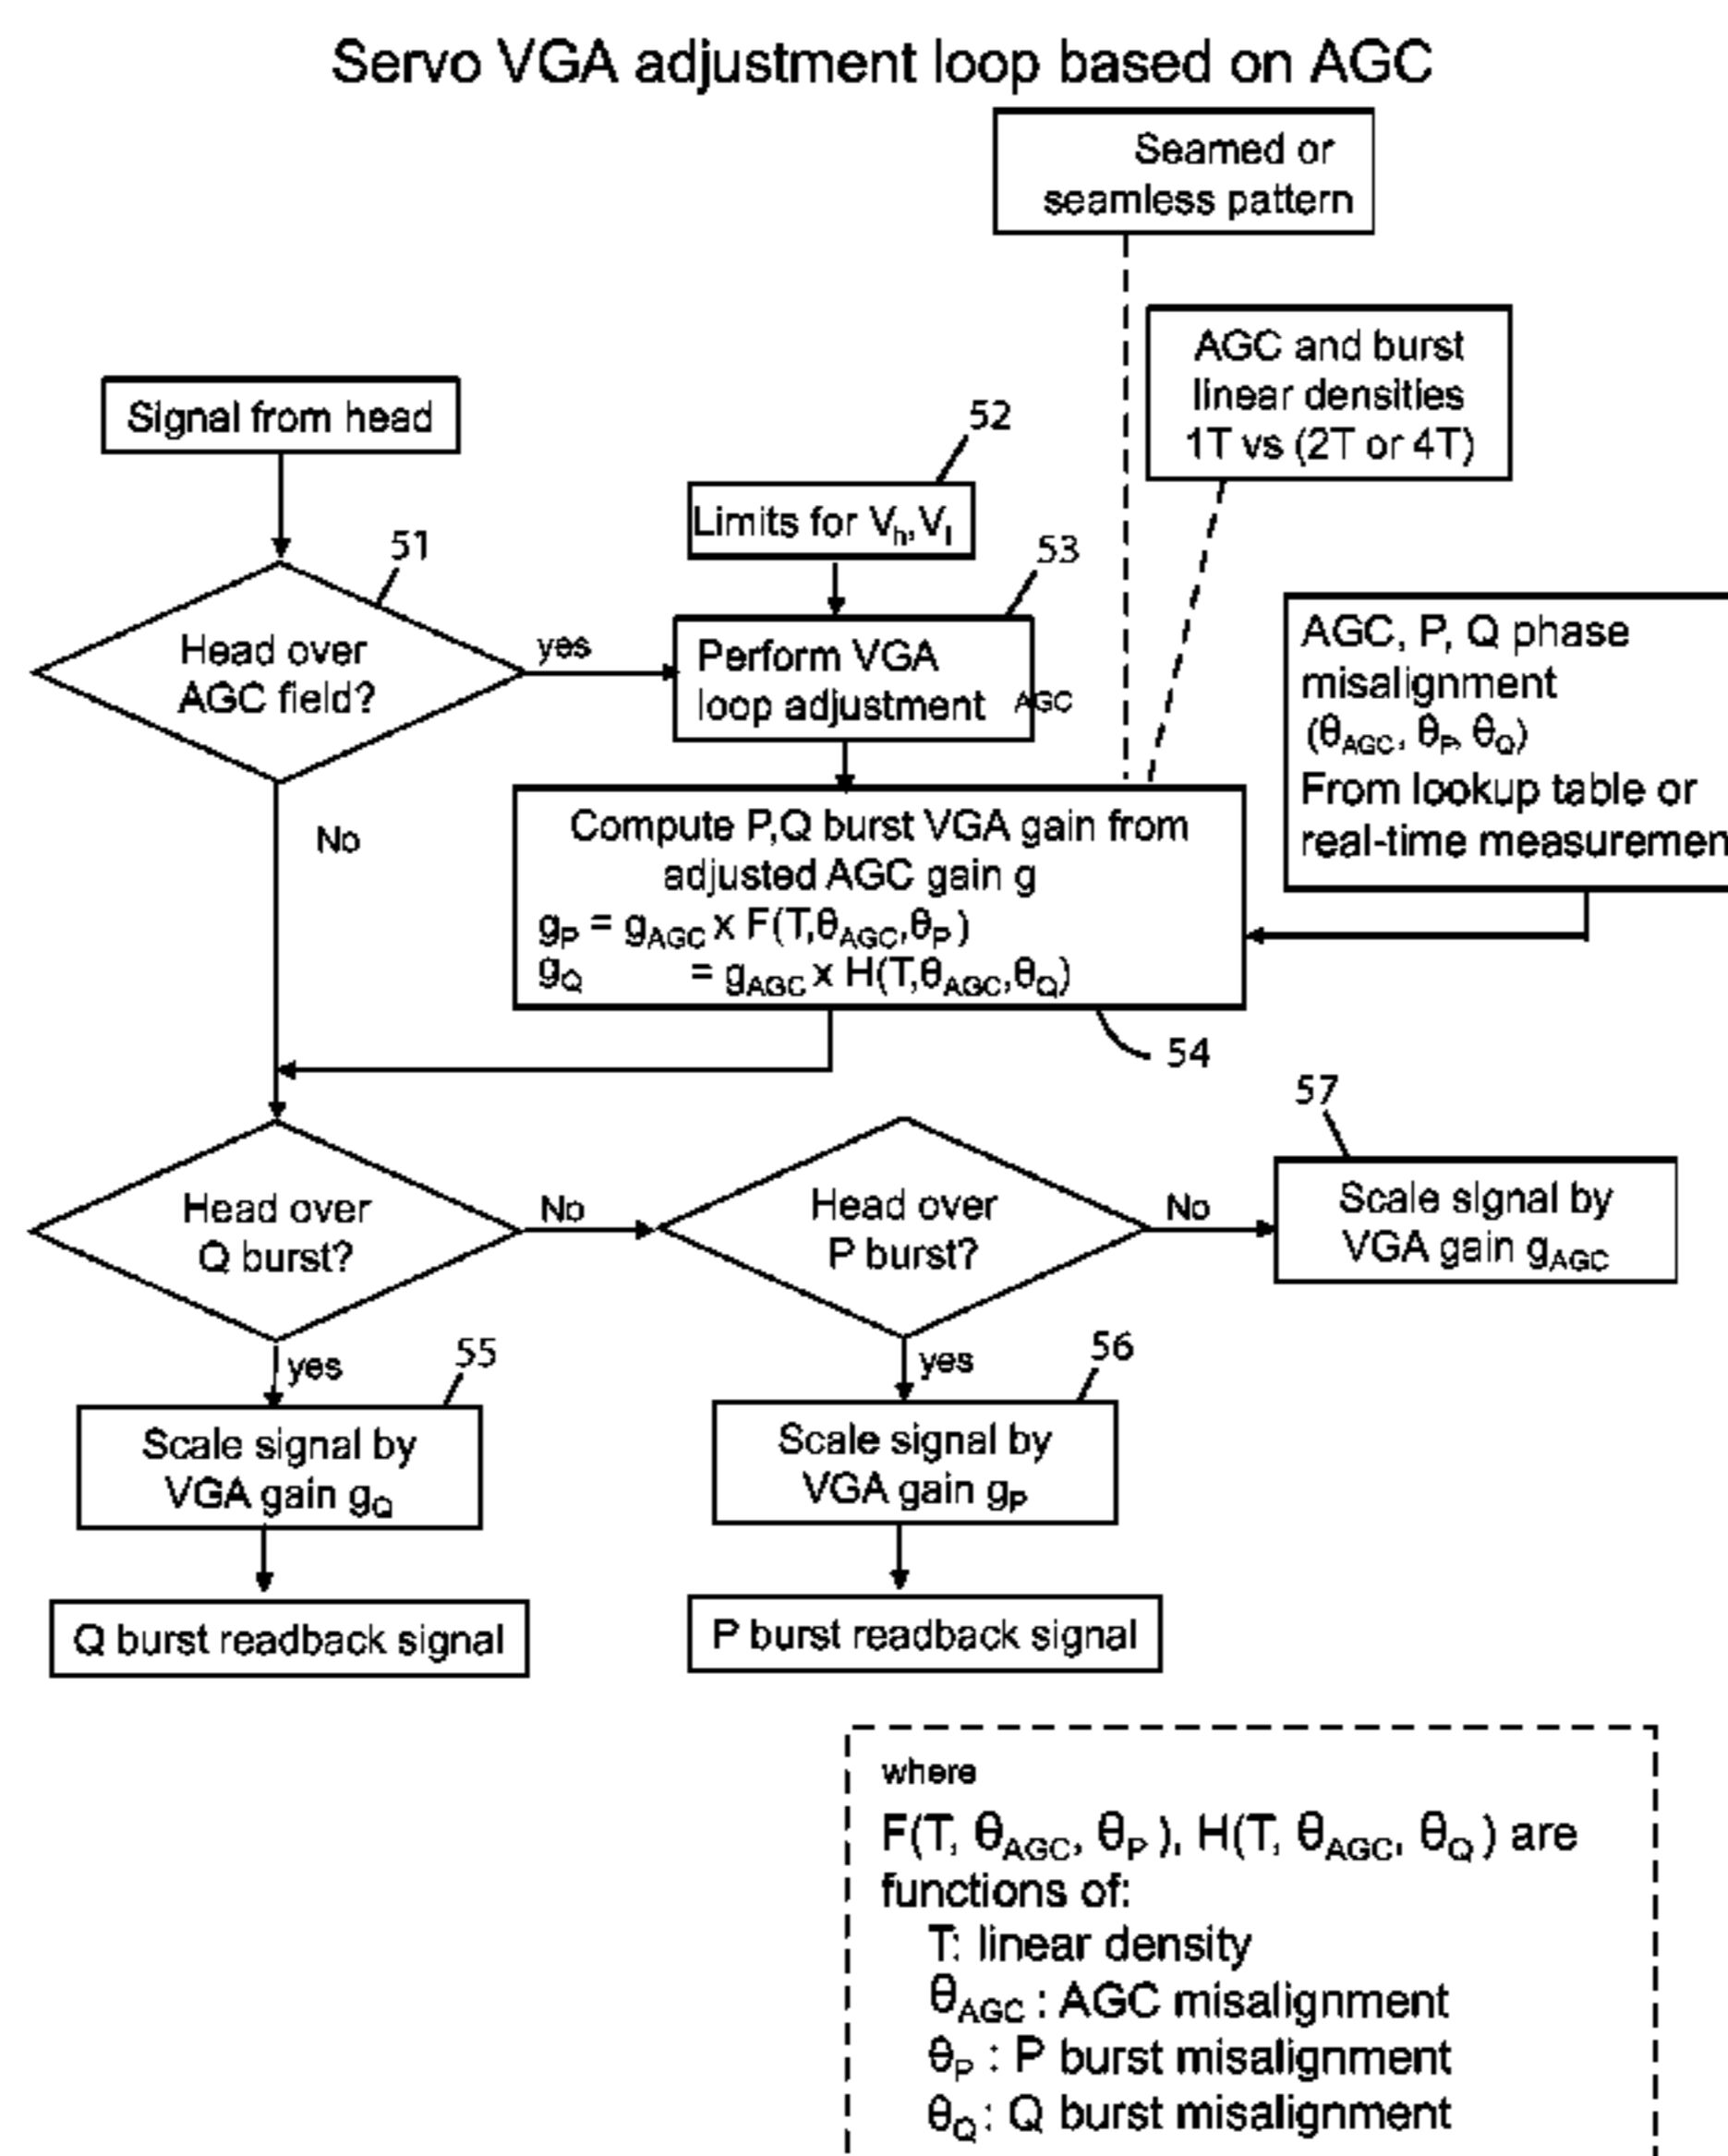 Servo VGA adjustment loop based on AGC
Seamed or
seamless pattern
AGC and burst
linear densities
1T vs (2T or 4T)
Signal from head
52
Limits for Vh,Vl
51
53
Head over
AGC field?
yes
Perform VGA
loop adjustment AGC
AGC, P, Q phase
misalignment
(θAGC, θP, θQ)
From lookup table or
real-time measuremen
No
Compute P,Q burst VGA gain from
adjusted AGC gain g
gP = gAGC x F(T,θAGC,θP)
gQ = gAGC x H(T,θAGC,θQ)
54
57
Head over
Q burst?
No
Head over
P burst?
No
Scale signal by
VGA gain gAGC
yes
55
yes
56
Scale signal by
VGA gain gQ
Scale signal by
VGA gain gP
Q burst readback signal
P burst readback signal
where
F(T, θAGC, θP), H(T, θAGC, θQ) are
functions of:
T: linear density
θAGC : AGC misalignment
θP : P burst misalignment
θQ : Q burst misalignment